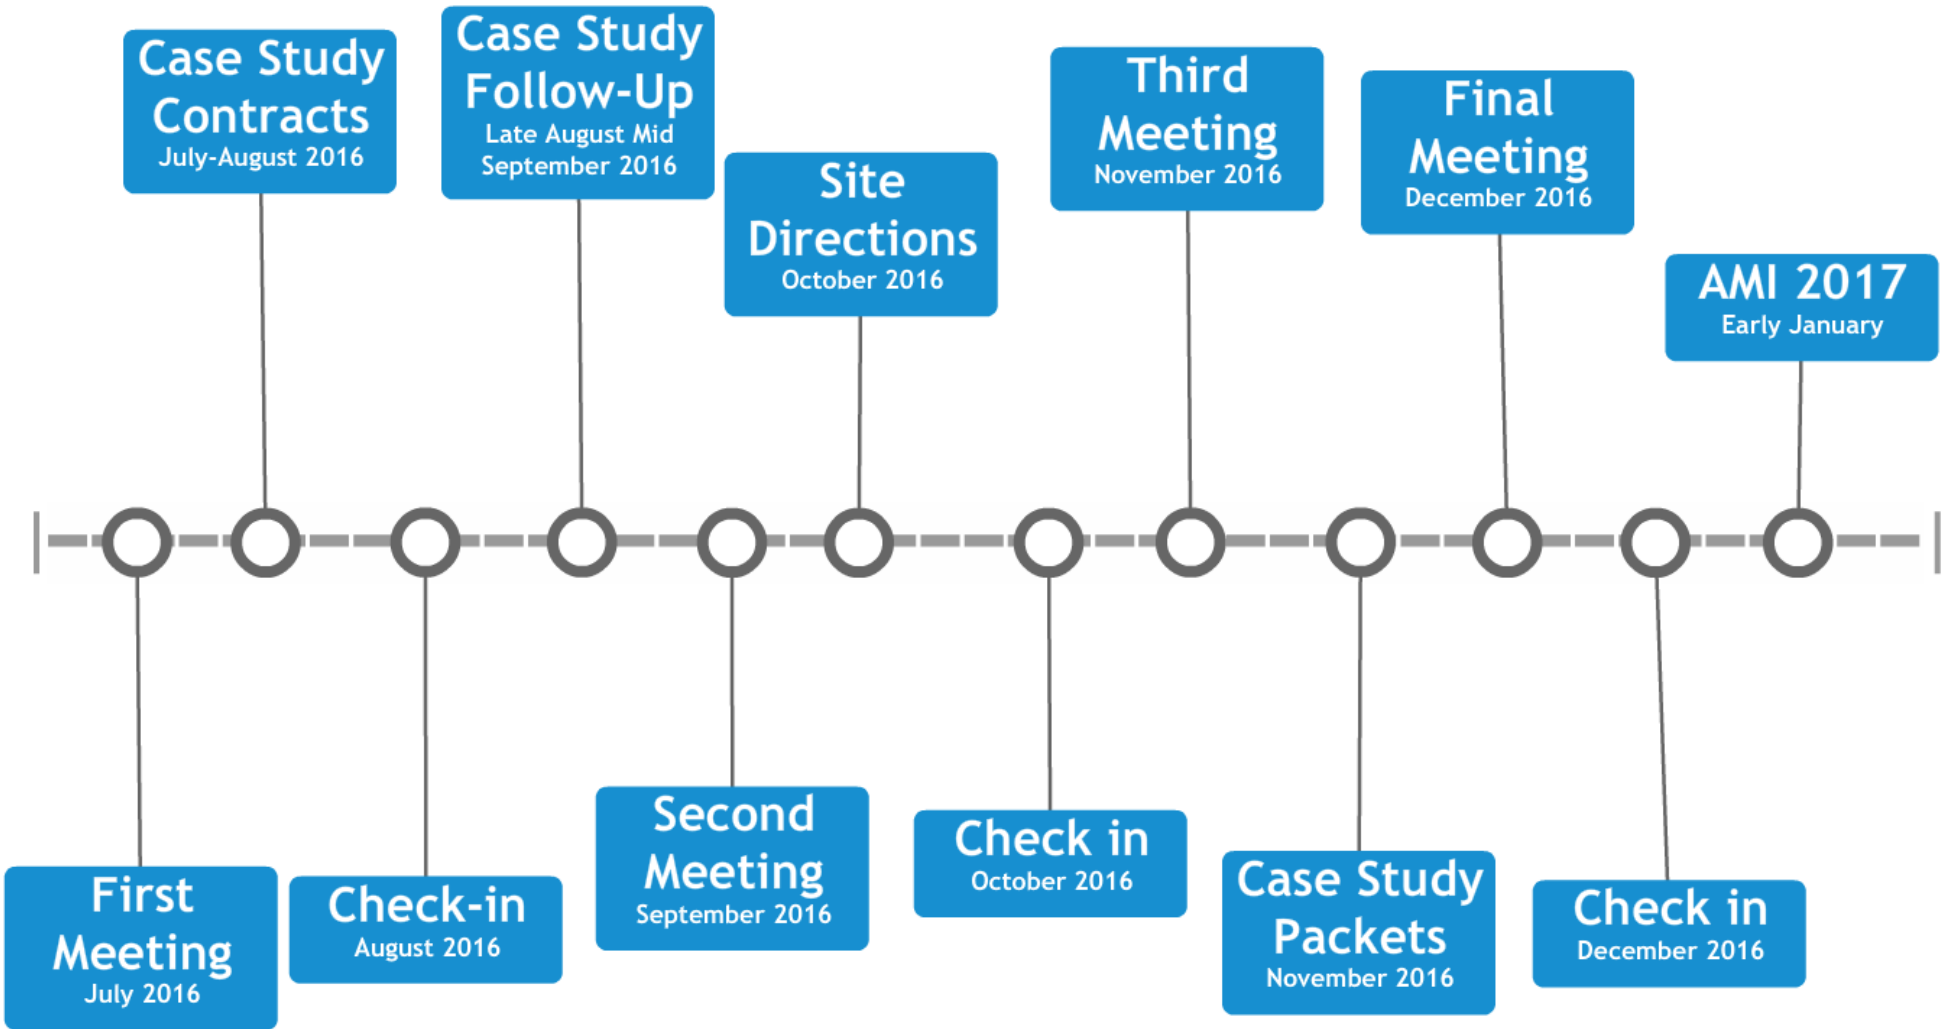 Case Study
Contracts
July-August 2016
Case Study
Follow-Up
Late August Mid
September 2016
Site
Directions
October 2016
Third
Meeting
November 2016
Final
Meeting
December 2016
AMI 2017
Early January
First
Meeting
July 2016
Check-in
August 2016
Second
Meeting
September 2016
Check in
October 2016
Case Study
Packets
November 2016
Check in
December 2016